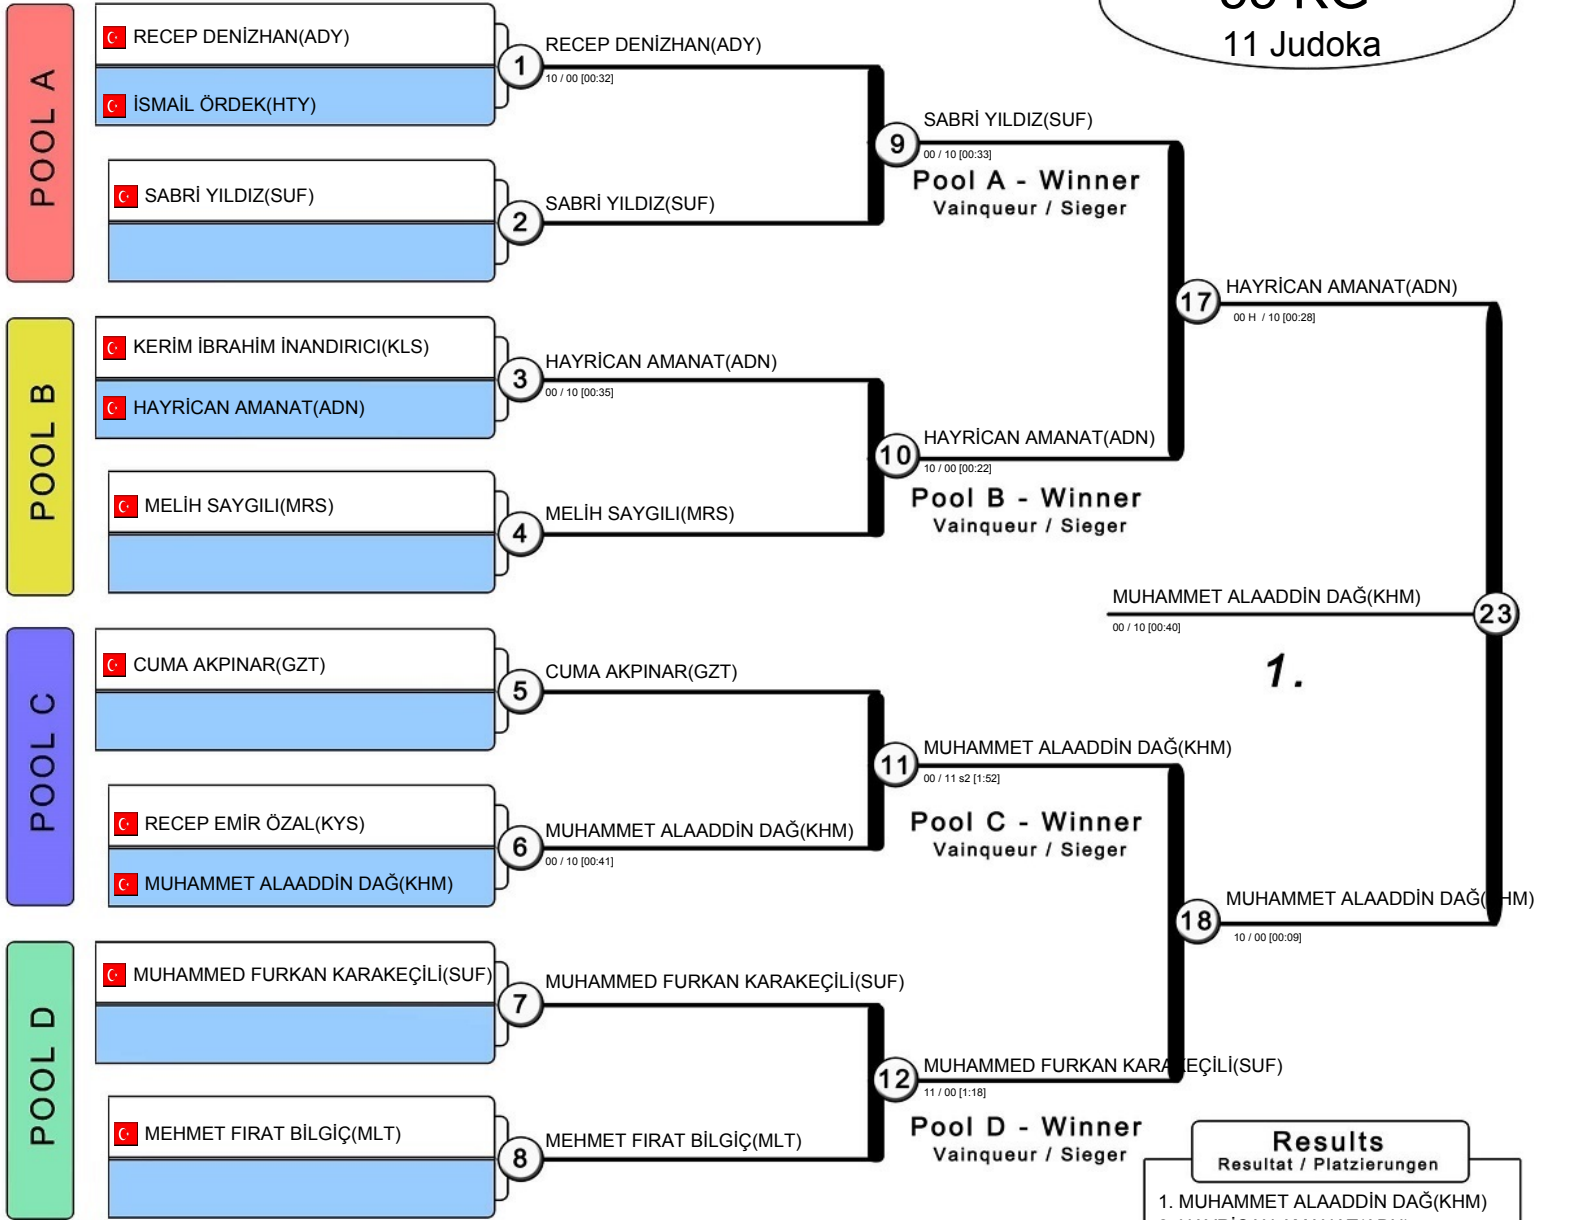 11 Judoka
POOL A
RECEP DENİZHAN(ADY)
İSMAİL ÖRDEK(HTY)
1
RECEP DENİZHAN(ADY)
10 / 00 [00:32]
SABRİ YILDIZ(SUF)
2
SABRİ YILDIZ(SUF)
9
SABRİ YILDIZ(SUF)
00 / 10 [00:33]
Pool A - Winner
Vainqueur / Sieger
POOL B
KERİM İBRAHİM İNANDIRICI(KLS)
HAYRİCAN AMANAT(ADN)
3
HAYRİCAN AMANAT(ADN)
00 / 10 [00:35]
MELİH SAYGILI(MRS)
4
MELİH SAYGILI(MRS)
10
HAYRİCAN AMANAT(ADN)
10 / 00 [00:22]
Pool B - Winner
Vainqueur / Sieger
17
HAYRİCAN AMANAT(ADN)
00 H / 10 [00:28]
POOL C
CUMA AKPINAR(GZT)
5
CUMA AKPINAR(GZT)
RECEP EMİR ÖZAL(KYS)
MUHAMMET ALAADDİN DAĞ(KHM)
6
MUHAMMET ALAADDİN DAĞ(KHM)
00 / 10 [00:41]
11
MUHAMMET ALAADDİN DAĞ(KHM)
00 / 11 s2 [1:52]
Pool C - Winner
Vainqueur / Sieger
POOL D
MUHAMMED FURKAN KARAKEÇİLİ(SUF)
7
MUHAMMED FURKAN KARAKEÇİLİ(SUF)
MEHMET FIRAT BİLGİÇ(MLT)
8
MEHMET FIRAT BİLGİÇ(MLT)
12
MUHAMMED FURKAN KARAKEÇİLİ(SUF)
11 / 00 [1:18]
Pool D - Winner
Vainqueur / Sieger
18
MUHAMMET ALAADDİN DAĞ(KHM)
10 / 00 [00:09]
MUHAMMET ALAADDİN DAĞ(KHM)
23
00 / 10 [00:40]
1.
Results
Resultat / Platzierungen
1. MUHAMMET ALAADDİN DAĞ(KHM)